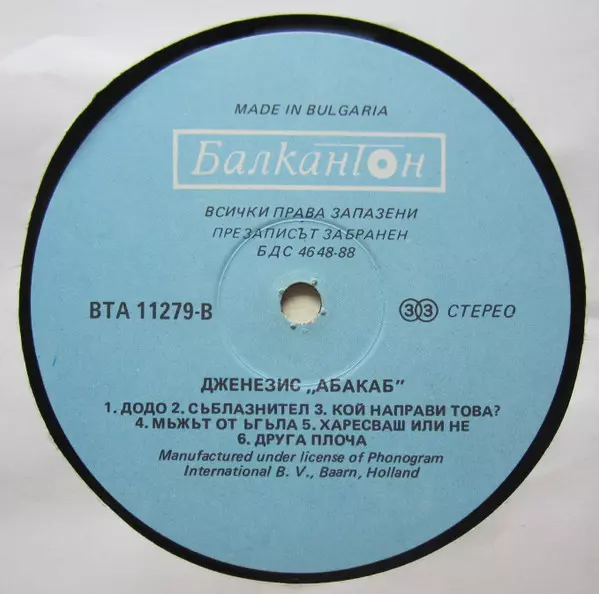 MADE IN BULGARIA
Балкантон
ВСИЧКИ ПРАВА ЗАПАЗЕНИ
ПРЕЗАПИСЪТ ЗАБРАНЕН
БДС 4648-88
ВТА 11279-В
33 СТЕРЕО
ДЖЕНЕЗИС „АБАКАБ"
1. ДОДО 2. СЪБЛАЗНИТЕЛ 3. КОЙ НАПРАВИ ТОВА?
4. МЪЖЪТ ОТ ЪГЪЛА 5. ХАРЕСВАШ ИЛИ НЕ
6. ДРУГА ПЛОЧА
Manufactured under license of Phonogram
International B. V., Baarn, Holland